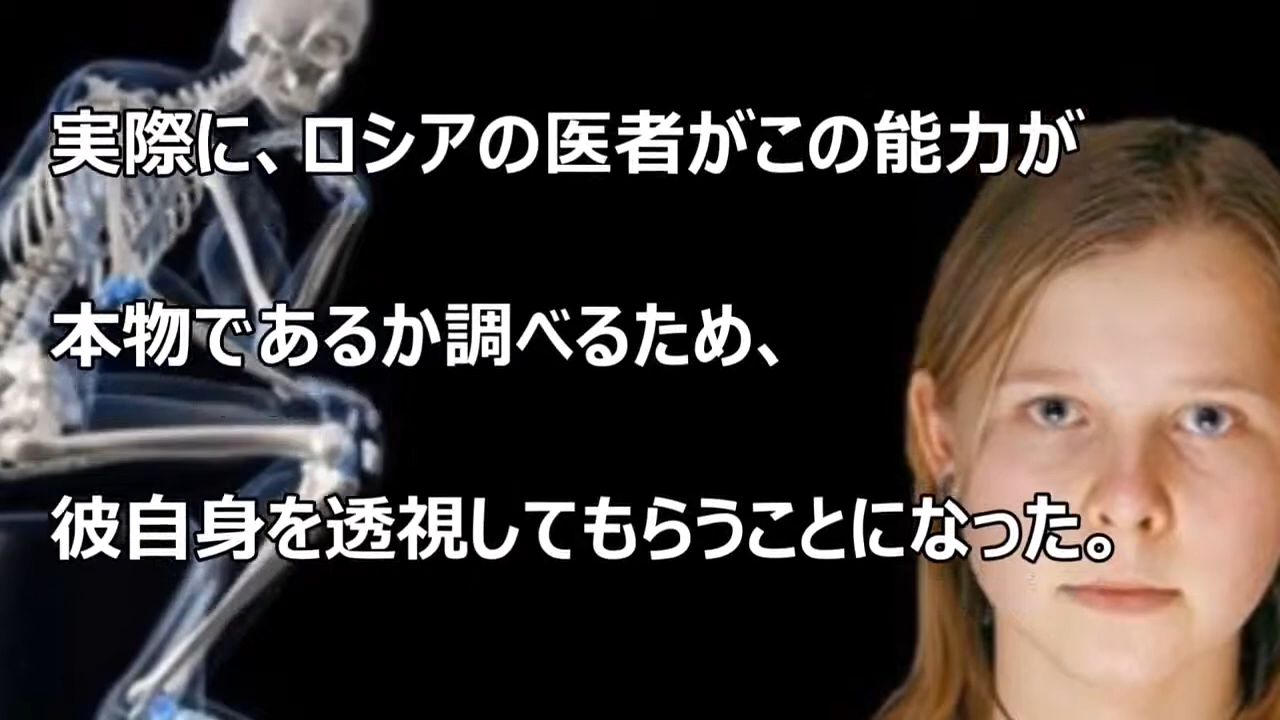 実際に、ロシアの医者がこの能力が
本物であるか調べるため、
彼自身を透視してもらうことになった。